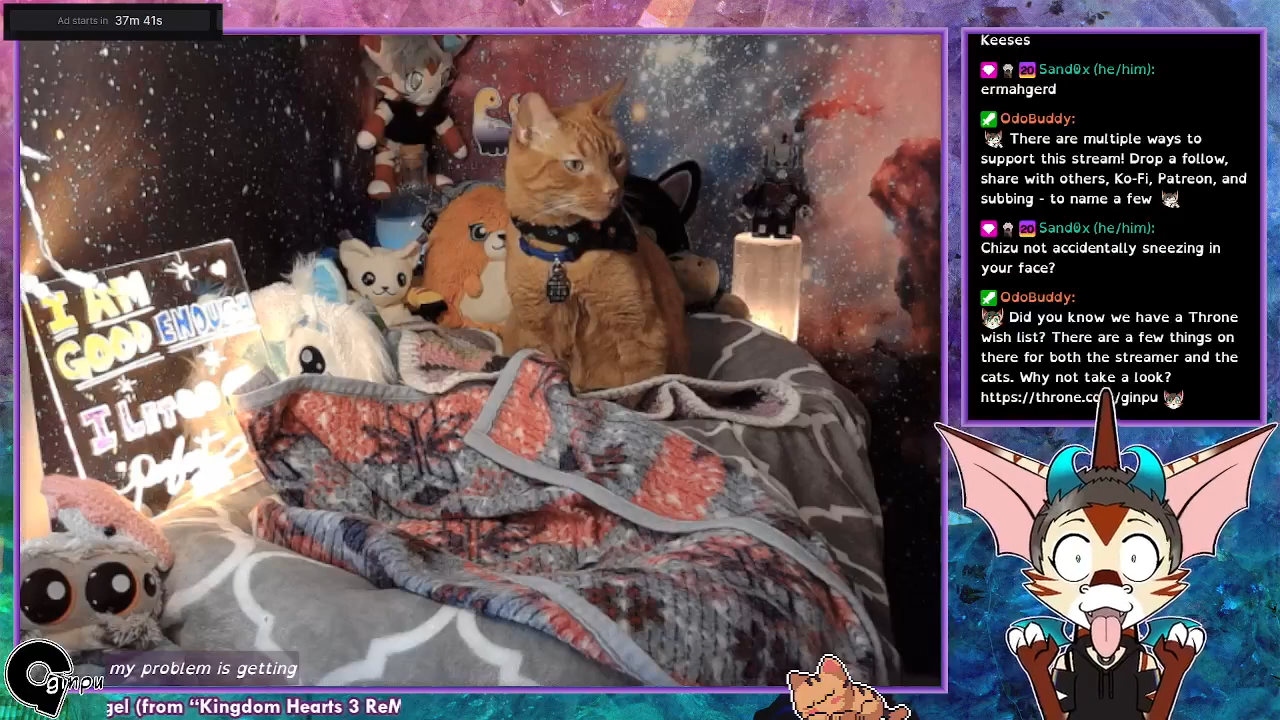 Ad starts in 37m 41s
Keeses
20 Sand0x (he/him):
ermahgerd
OdoBuddy:
There are multiple ways to
support this stream! Drop a follow,
share with others, Ko-Fi, Patreon, and
subbing - to name a few
20 Sand0x (he/him):
Chizu not accidentally sneezing in
your face?
OdoBuddy:
Did you know we have a Throne
wish list? There are a few things on
there for both the streamer and the
cats. Why not take a look?
https://throne.com/ginpu
I AM
GOOD ENOUGH
my problem is getting
ginpu
gel (from “Kingdom Hearts 3 ReM